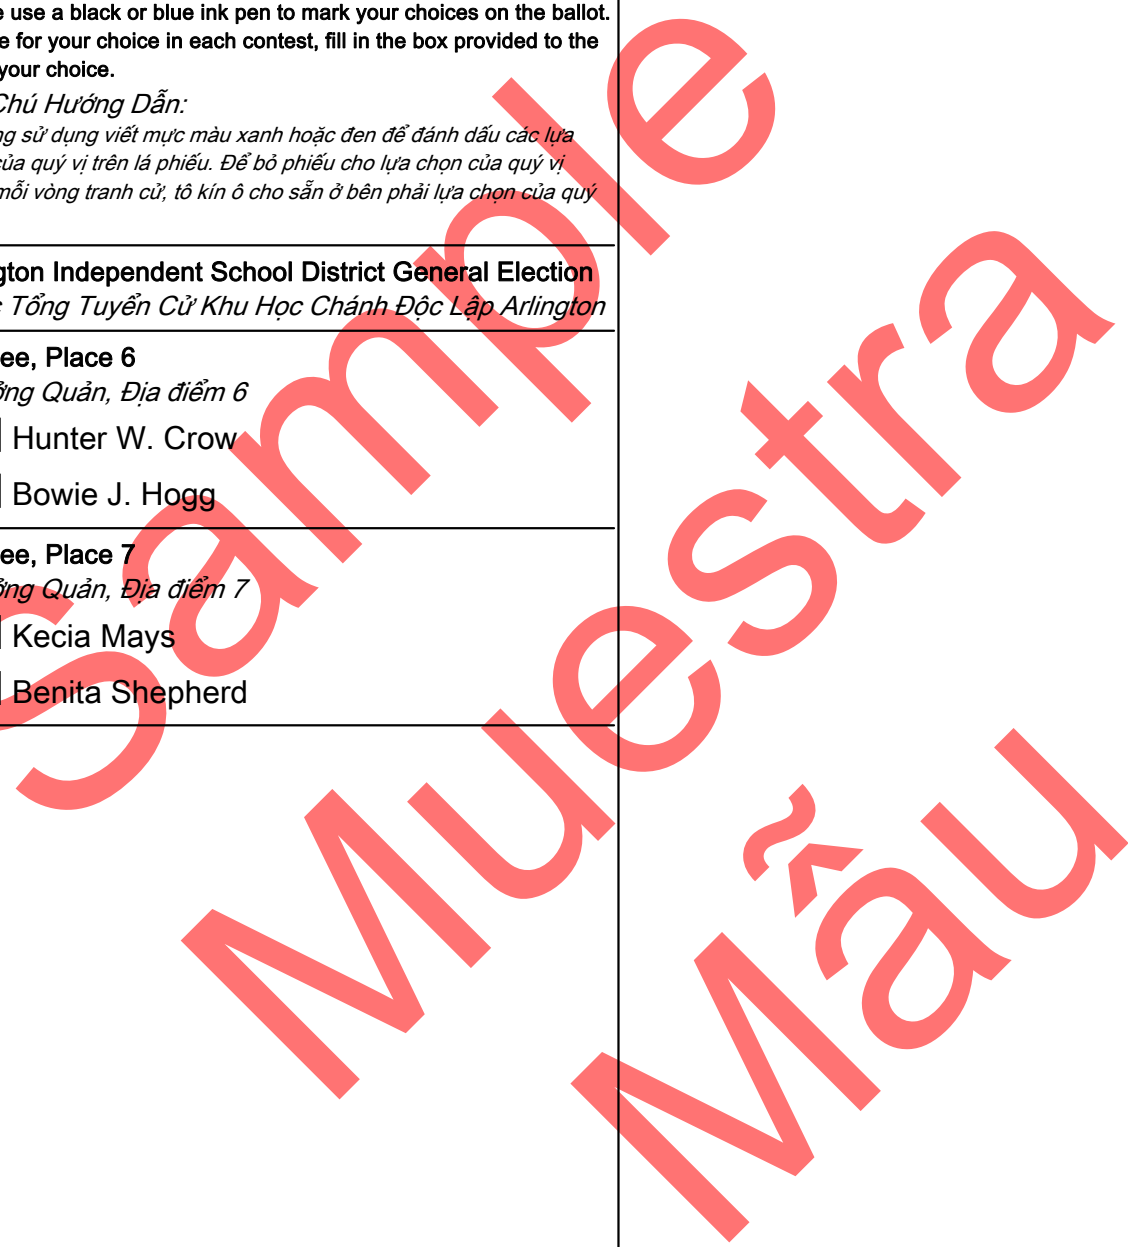 use a black or blue ink pen to mark your choices on the ballot.
for your choice in each contest, fill in the box provided to the
your choice.
Chú Hướng Dẫn:
sử dụng viết mực màu xanh hoặc đen để đánh dấu các lựa
của quý vị trên lá phiếu. Để bỏ phiếu cho lựa chọn của quý vị
mỗi vòng tranh cử, tô kín ô cho sẵn ở bên phải lựa chọn của quý
gton Independent School District General Election
Tổng Tuyển Cử Khu Học Chánh Độc Lập Arlington
ee, Place 6
ởng Quản, Địa điểm 6
Hunter W. Crow
Bowie J. Hogg
ee, Place 7
ởng Quản, Địa điểm 7
Kecia Mays
Benita Shepherd
Sample
Muestra
Mẫu